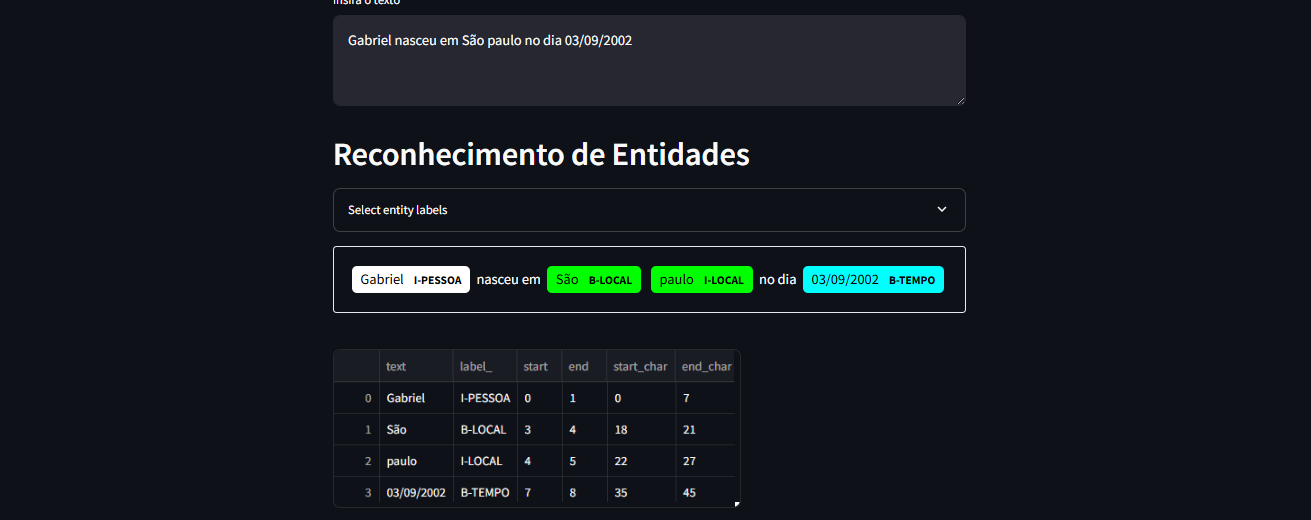 Insira o texto
Gabriel nasceu em São paulo no dia 03/09/2002
Reconhecimento de Entidades
Select entity labels
Gabriel I-PESSOA nasceu em São B-LOCAL paulo I-LOCAL no dia 03/09/2002 B-TEMPO
text label_ start end start_char end_char
0 Gabriel I-PESSOA 0 1 0 7
1 São B-LOCAL 3 4 18 21
2 paulo I-LOCAL 4 5 22 27
3 03/09/2002 B-TEMPO 7 8 35 45